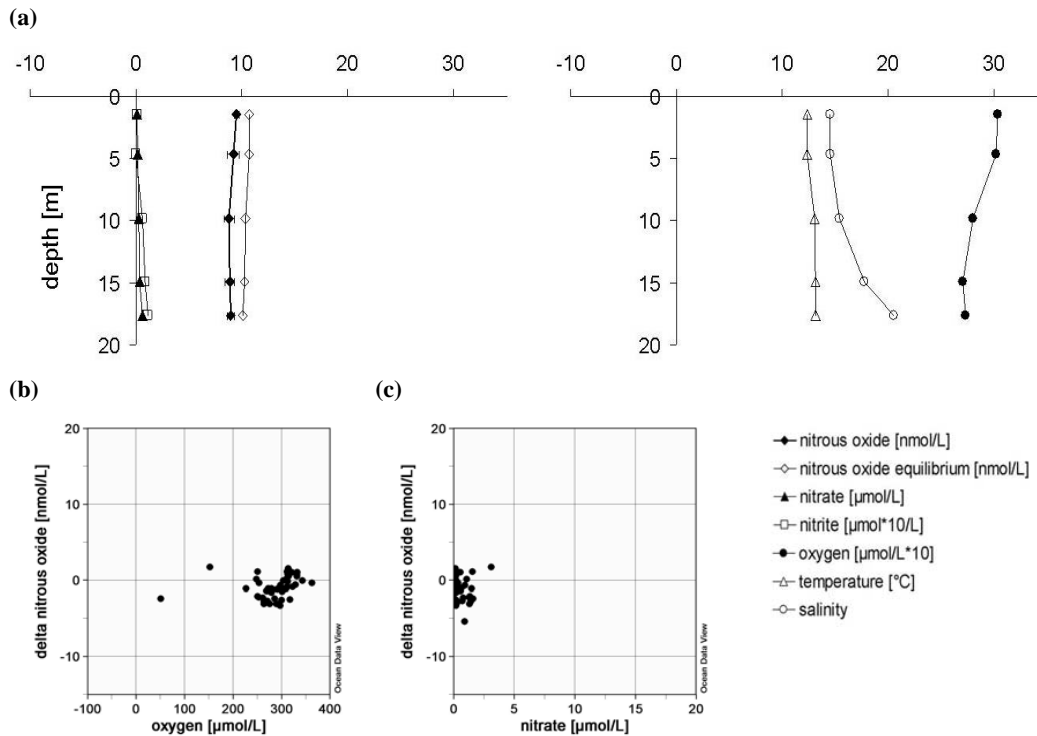 (a)
-10 0 10 20 30
-10 0 10 20 30
0
5
10
15
20
depth [m]
0
5
10
15
20
(b)
20
10
0
-10
delta nitrous oxide [nmol/L]
-100 0 100 200 300 400
oxygen [µmol/L]
Ocean Data View
(c)
20
10
0
-10
delta nitrous oxide [nmol/L]
0 5 10 15 20
nitrate [µmol/L]
Ocean Data View
nitrous oxide [nmol/L]
nitrous oxide equilibrium [nmol/L]
nitrate [µmol/L]
nitrite [µmol*10/L]
oxygen [µmol/L*10]
temperature [°C]
salinity